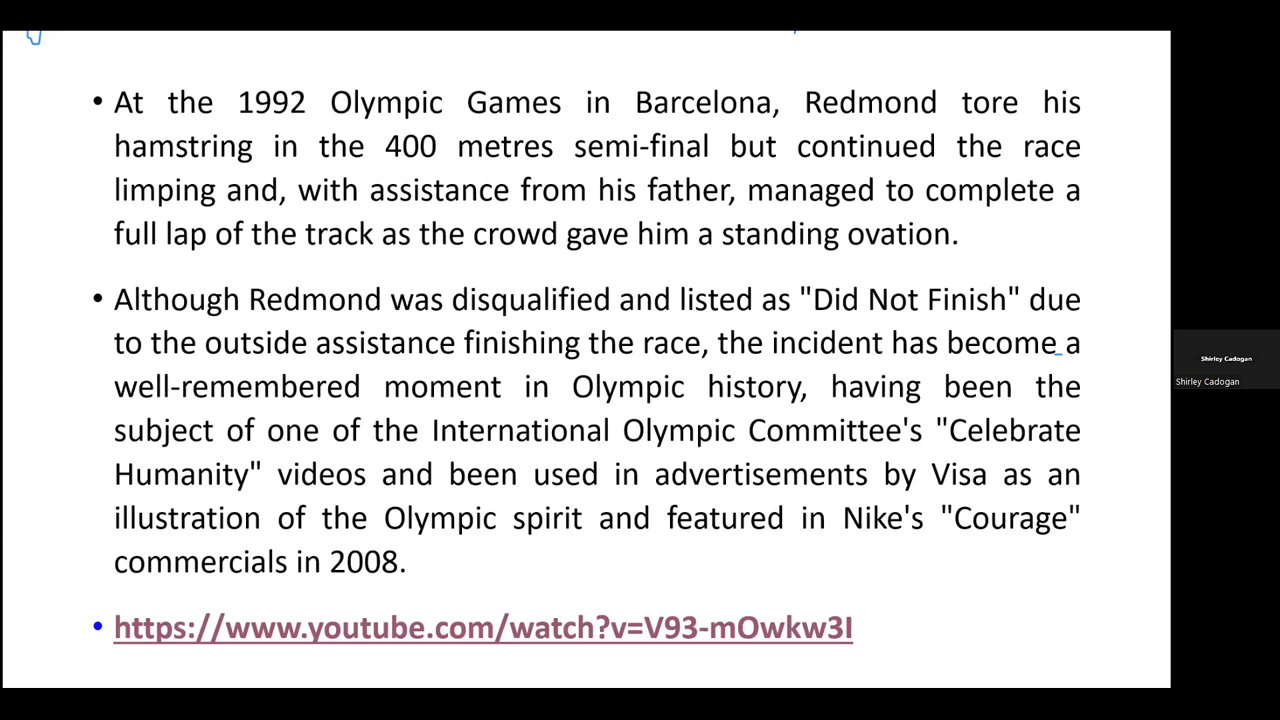 • At the 1992 Olympic Games in Barcelona, Redmond tore his
hamstring in the 400 metres semi-final but continued the race
limping and, with assistance from his father, managed to complete a
full lap of the track as the crowd gave him a standing ovation.
• Although Redmond was disqualified and listed as "Did Not Finish" due
to the outside assistance finishing the race, the incident has become a
well-remembered moment in Olympic history, having been the
subject of one of the International Olympic Committee's "Celebrate
Humanity" videos and been used in advertisements by Visa as an
illustration of the Olympic spirit and featured in Nike's "Courage"
commercials in 2008.
• https://www.youtube.com/watch?v=V93-mOwkw3I
Shirley Cadogan
Shirley Cadogan